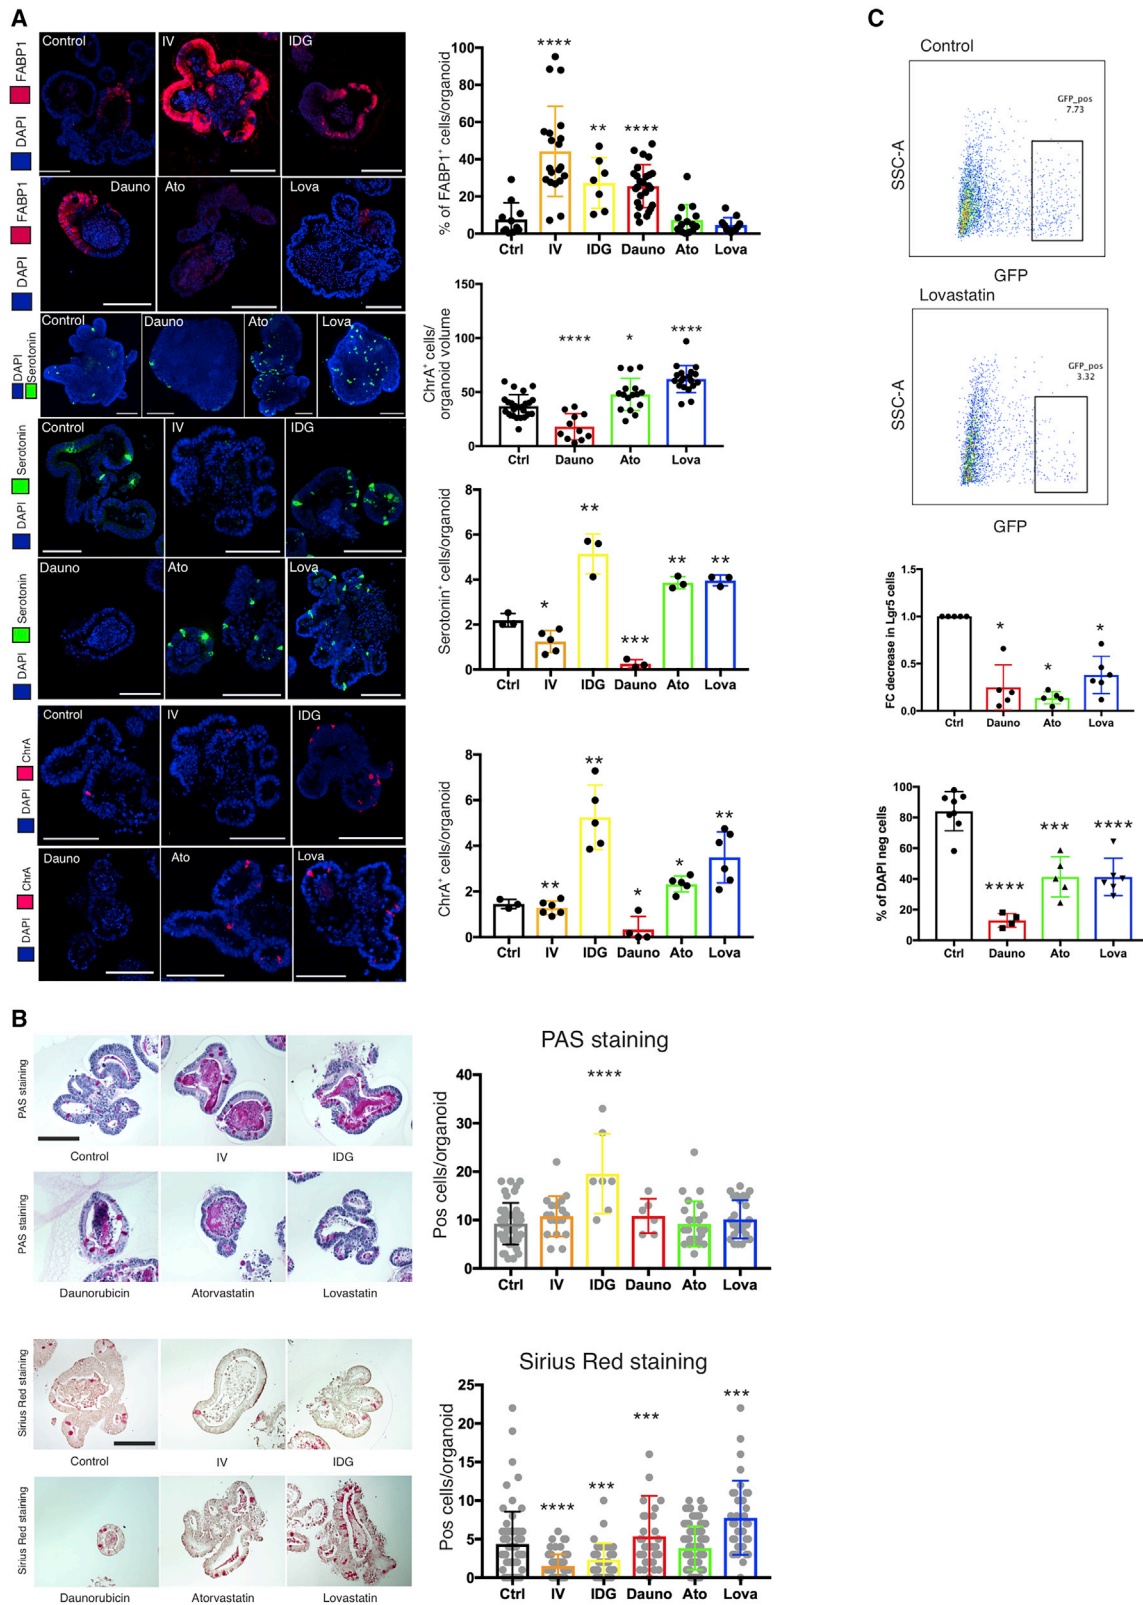 A
DAPI FABP1
Control
IV
IDG
DAPI FABP1
Dauno
Ato
Lova
DAPI
Serotonin
Control
Dauno
Ato
Lova
DAPI Serotonin
Control
IV
IDG
DAPI Serotonin
Dauno
Ato
Lova
DAPI ChrA
Control
IV
IDG
DAPI ChrA
Dauno
Ato
Lova
% of FABP1+ cells/organoid
100
80
60
40
20
0
****
**
****
Ctrl IV IDG Dauno Ato Lova
ChrA+ cells/
organoid volume
150
100
50
0
****
*
****
Ctrl Dauno Ato Lova
Serotonin+ cells/organoid
8
6
4
2
0
*
**
***
**
**
Ctrl IV IDG Dauno Ato Lova
ChrA+ cells/organoid
8
6
4
2
0
**
**
*
*
**
Ctrl IV IDG Dauno Ato Lova
C
Control
GFP_pos
7.73
SSC-A
GFP
Lovastatin
GFP_pos
3.32
SSC-A
GFP
FC decrease in Lgr5 cells
1.5
1.0
0.5
0.0
*
*
*
Ctrl Dauno Ato Lova
% of DAPI neg cells
100
80
60
40
20
0
****
***
****
Ctrl Dauno Ato Lova
B
PAS staining
Control IV IDG
PAS staining
Daunorubicin Atorvastatin Lovastatin
Sirius Red staining
Control IV IDG
Sirius Red staining
Daunorubicin Atorvastatin Lovastatin
PAS staining
Pos cells/organoid
40
30
20
10
0
****
Ctrl IV IDG Dauno Ato Lova
Sirius Red staining
Pos cells/organoid
25
20
15
10
5
0
****
***
***
***
Ctrl IV IDG Dauno Ato Lova